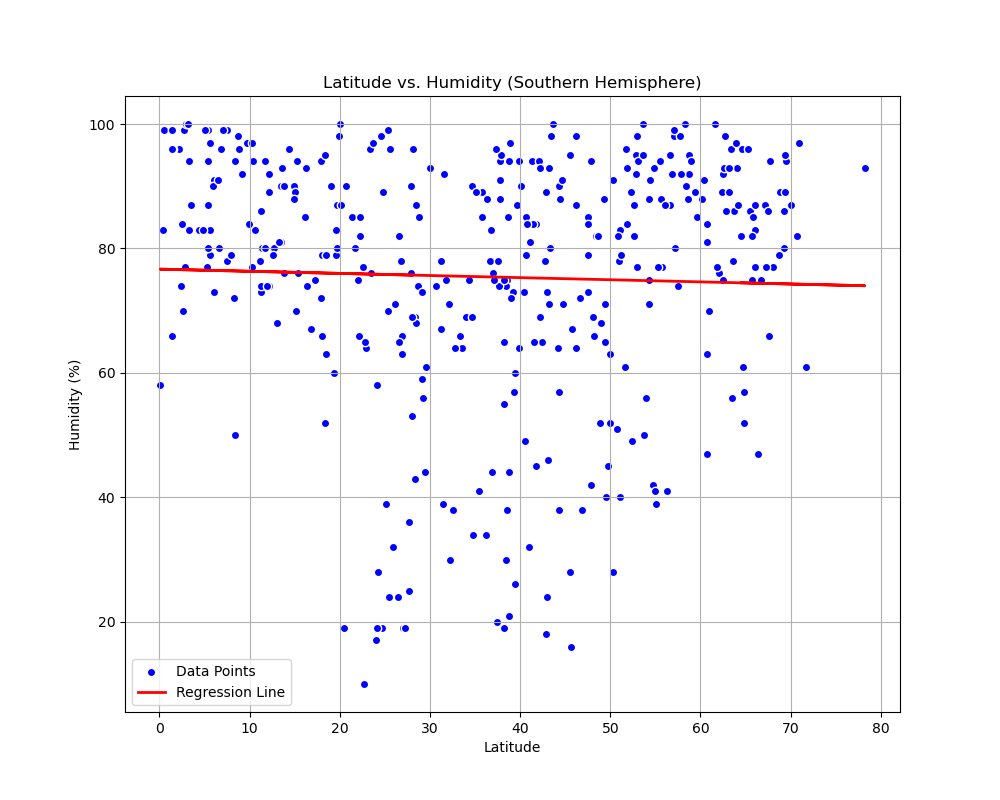 Latitude vs. Humidity (Southern Hemisphere)
100
80
60
40
20
Humidity (%)
Data Points
Regression Line
0 10 20 30 40 50 60 70 80
Latitude